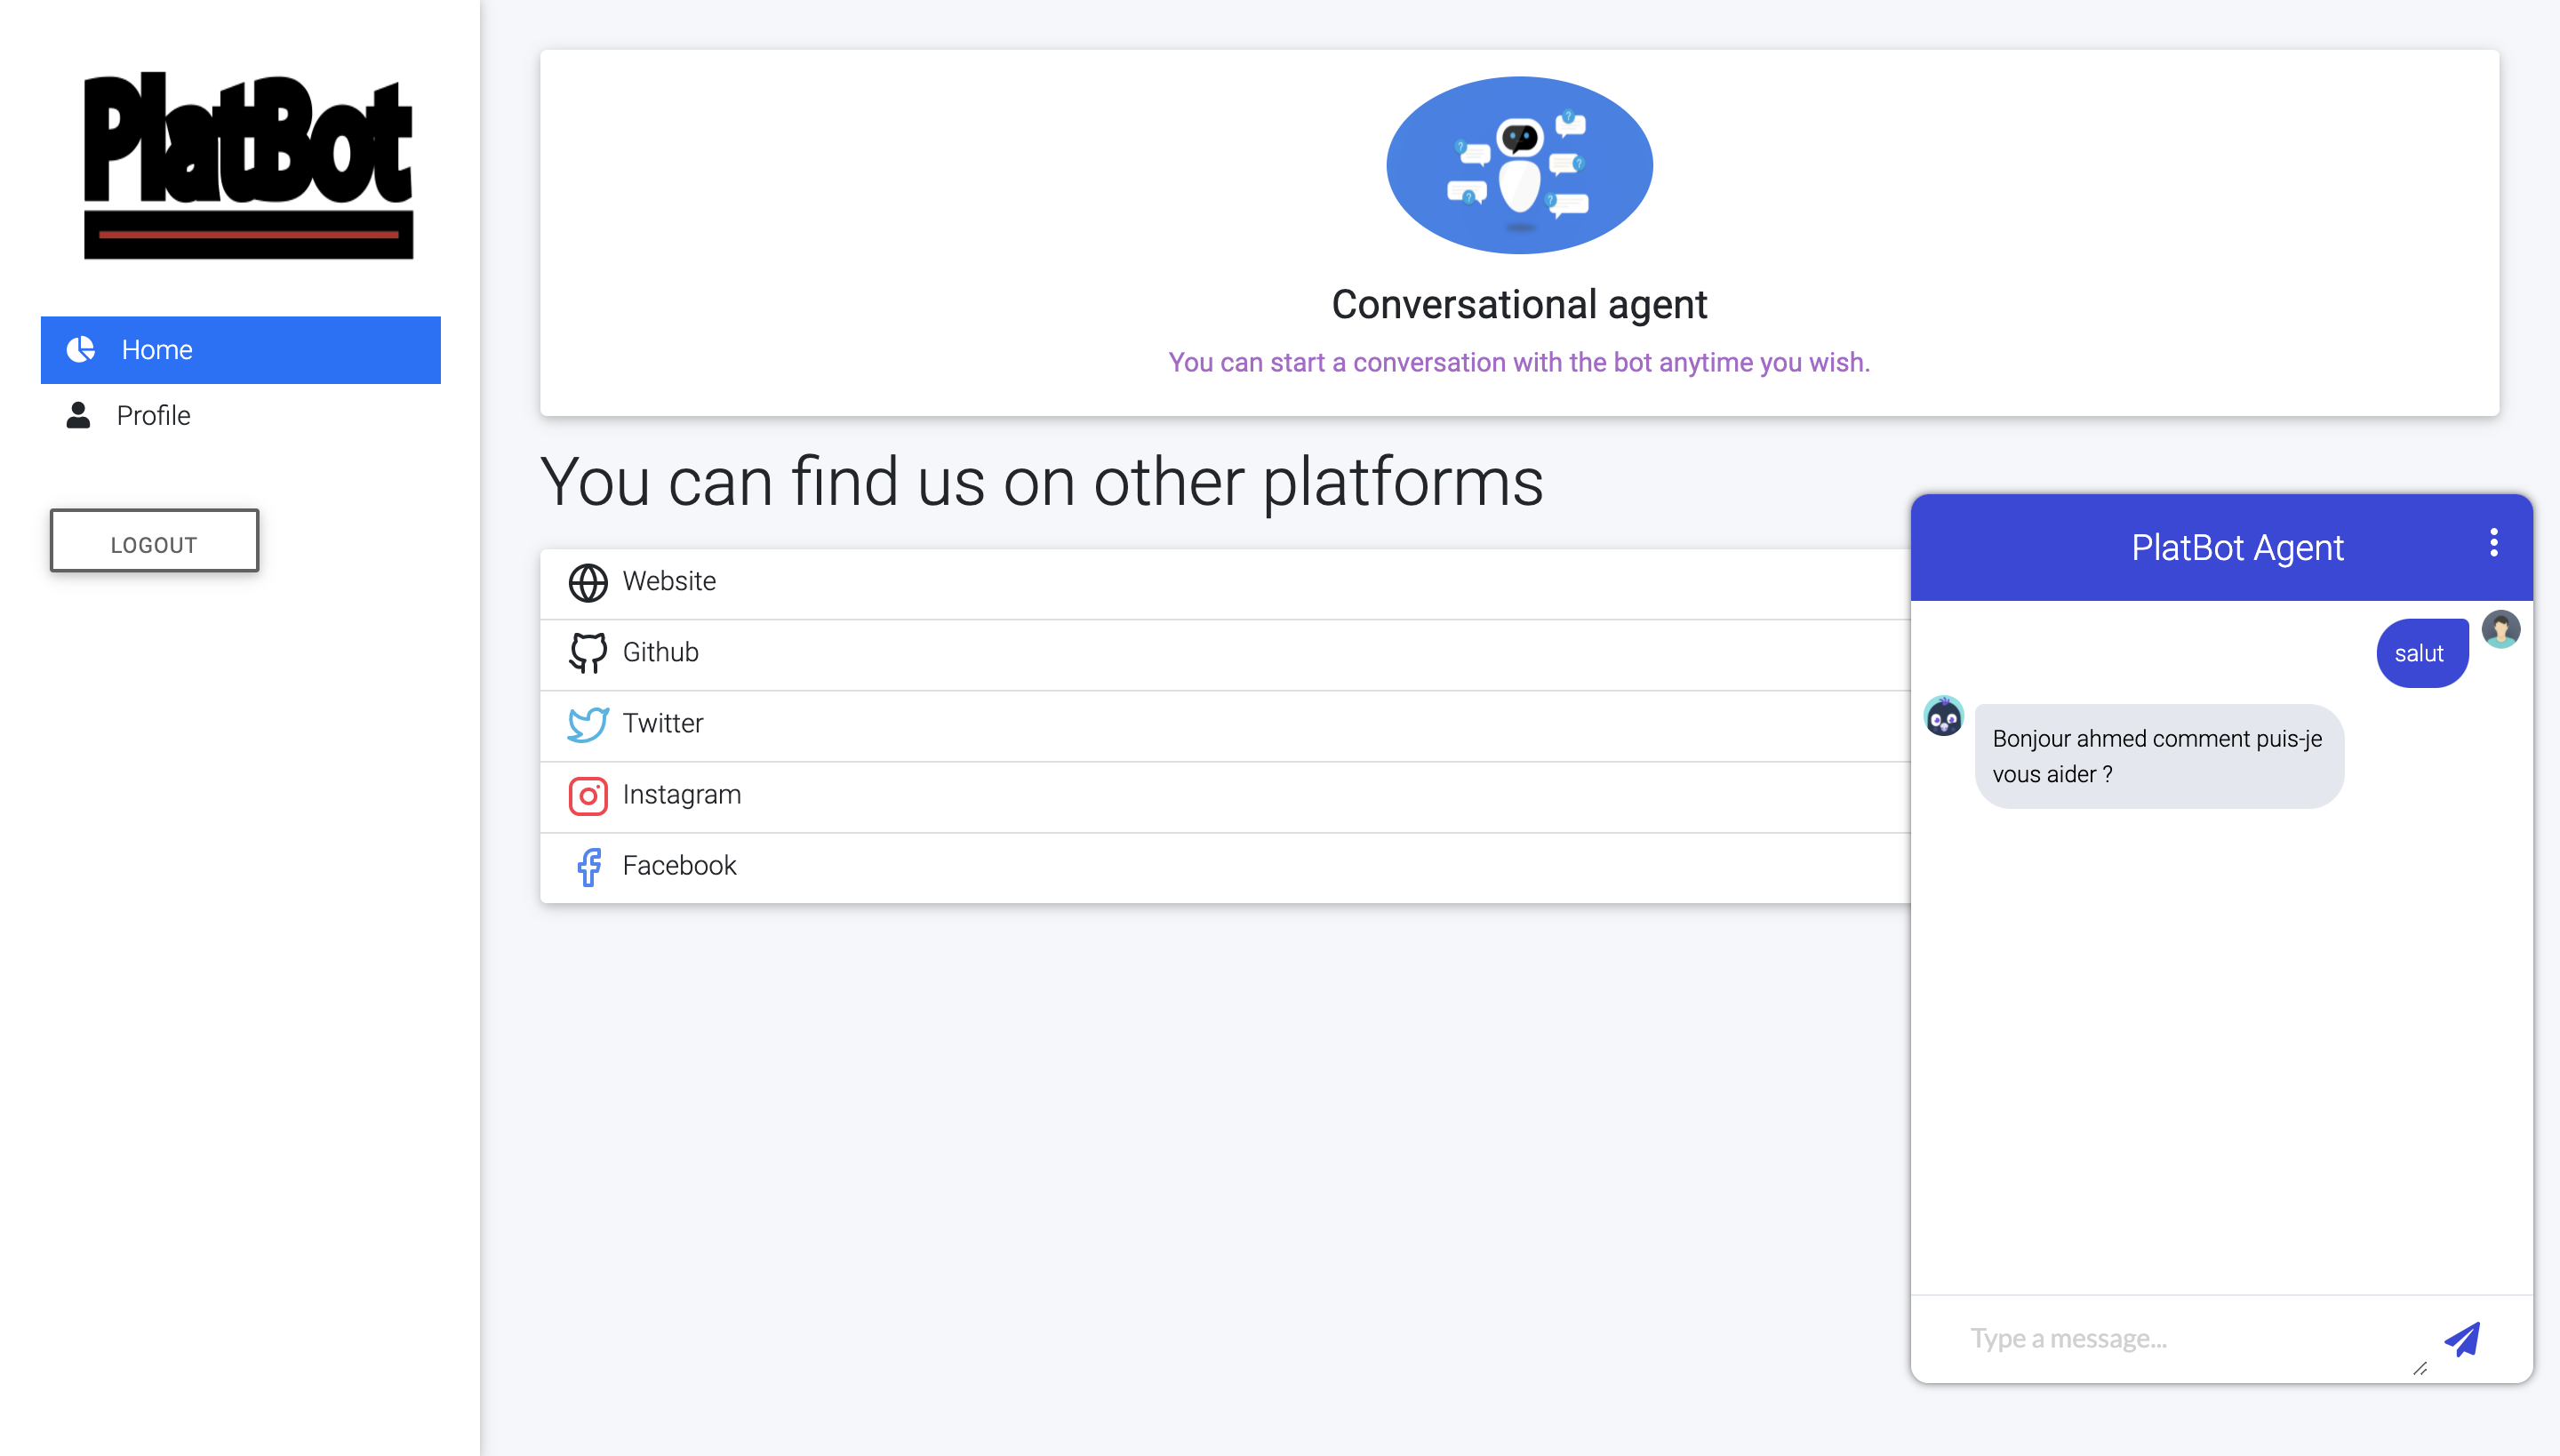 PlatBot
Home
Profile
LOGOUT
Conversational agent
You can start a conversation with the bot anytime you wish.
You can find us on other platforms
Website
Github
Twitter
Instagram
Facebook
PlatBot Agent
salut
Bonjour ahmed comment puis-je
vous aider ?
Type a message...